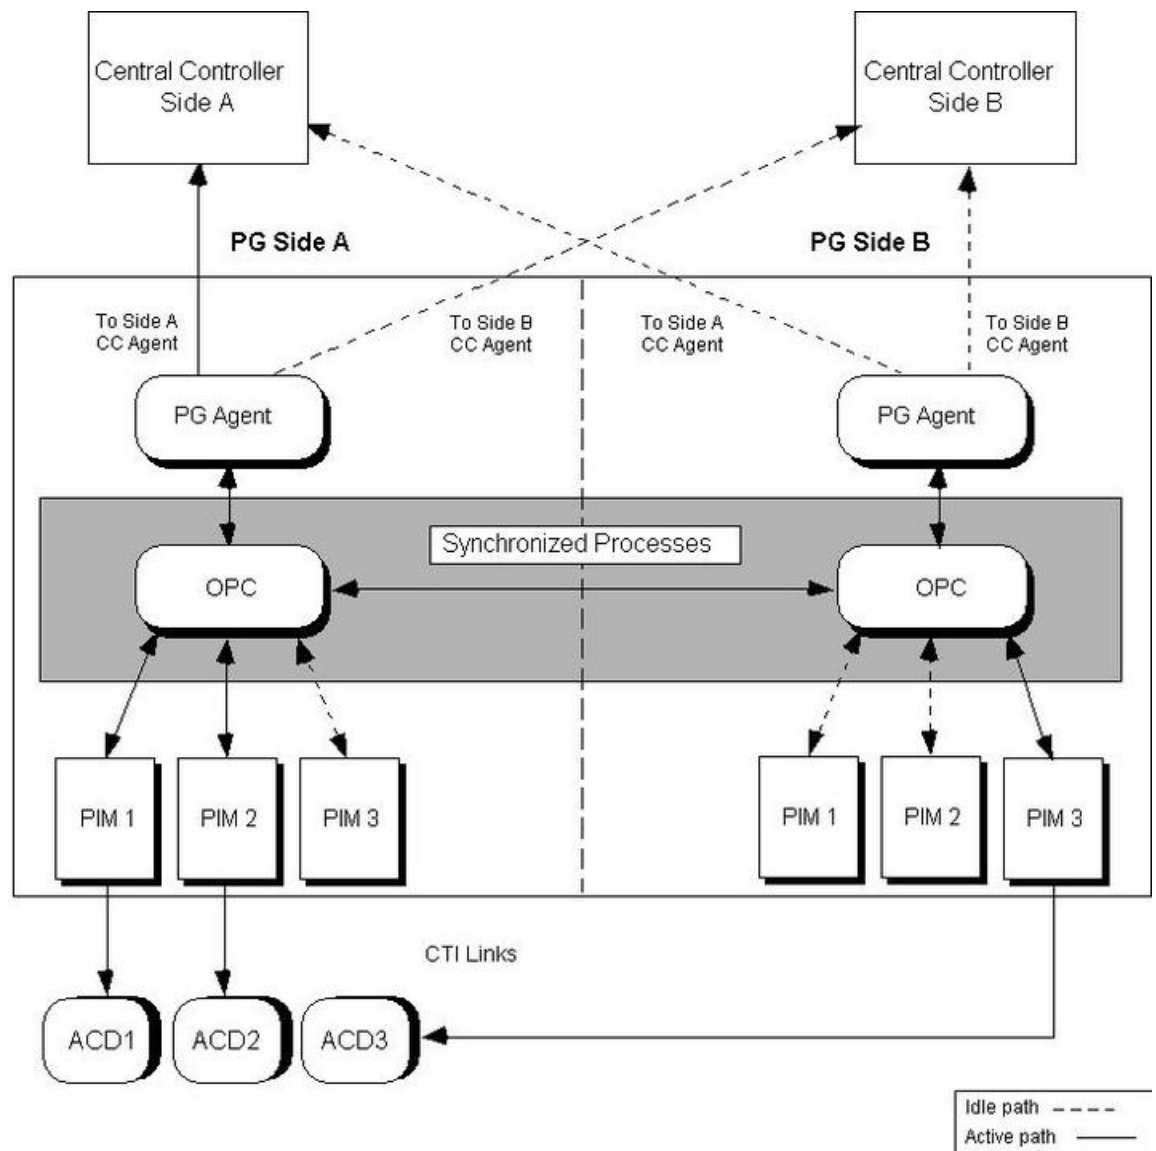 Central Controller
Side A
Central Controller
Side B
PG Side A
PG Side B
To Side A
CC Agent
To Side B
CC Agent
To Side A
CC Agent
To Side B
CC Agent
PG Agent
PG Agent
Synchronized Processes
OPC
OPC
PIM 1
PIM 2
PIM 3
PIM 1
PIM 2
PIM 3
CTI Links
ACD1
ACD2
ACD3
Idle path
Active path